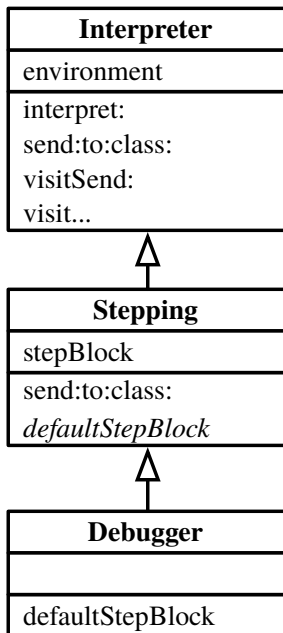 Interpreter
environment
interpret:
send:to:class:
visitSend:
visit...
Stepping
stepBlock
send:to:class:
defaultStepBlock
Debugger
defaultStepBlock